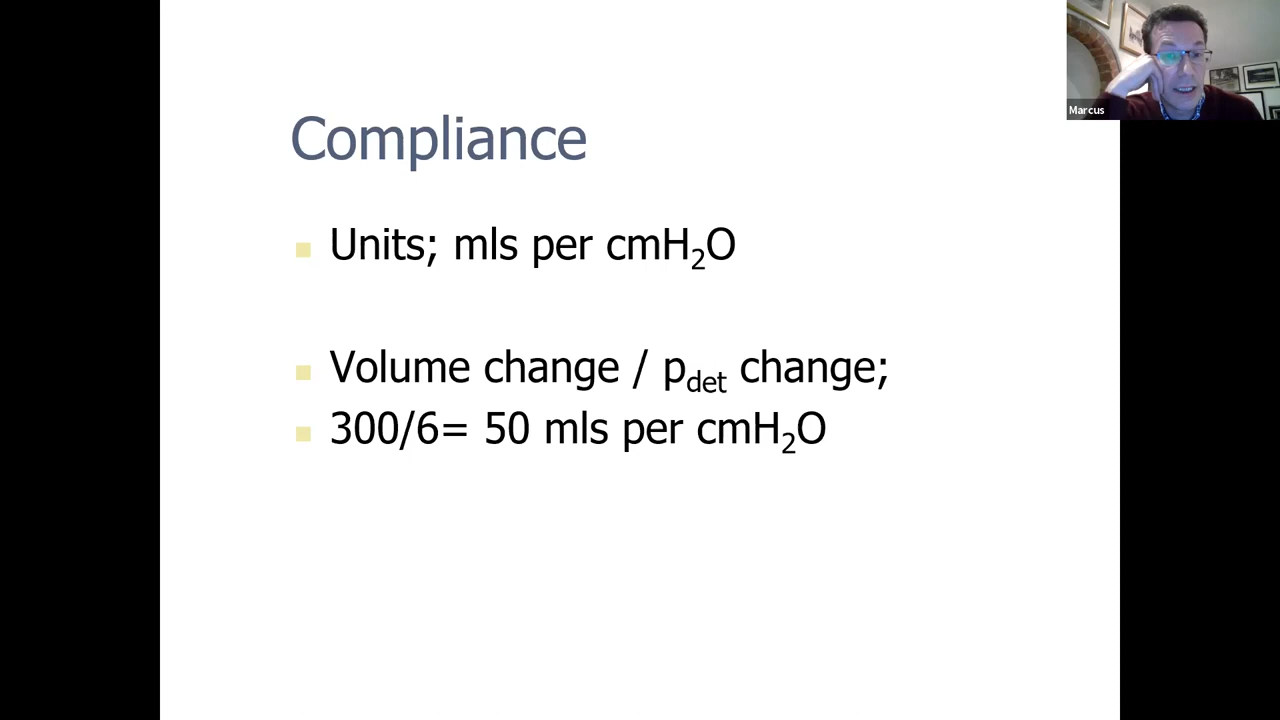 Marcus
Compliance
Units; mls per cmH₂O
Volume change / p_det change;
300/6= 50 mls per cmH₂O